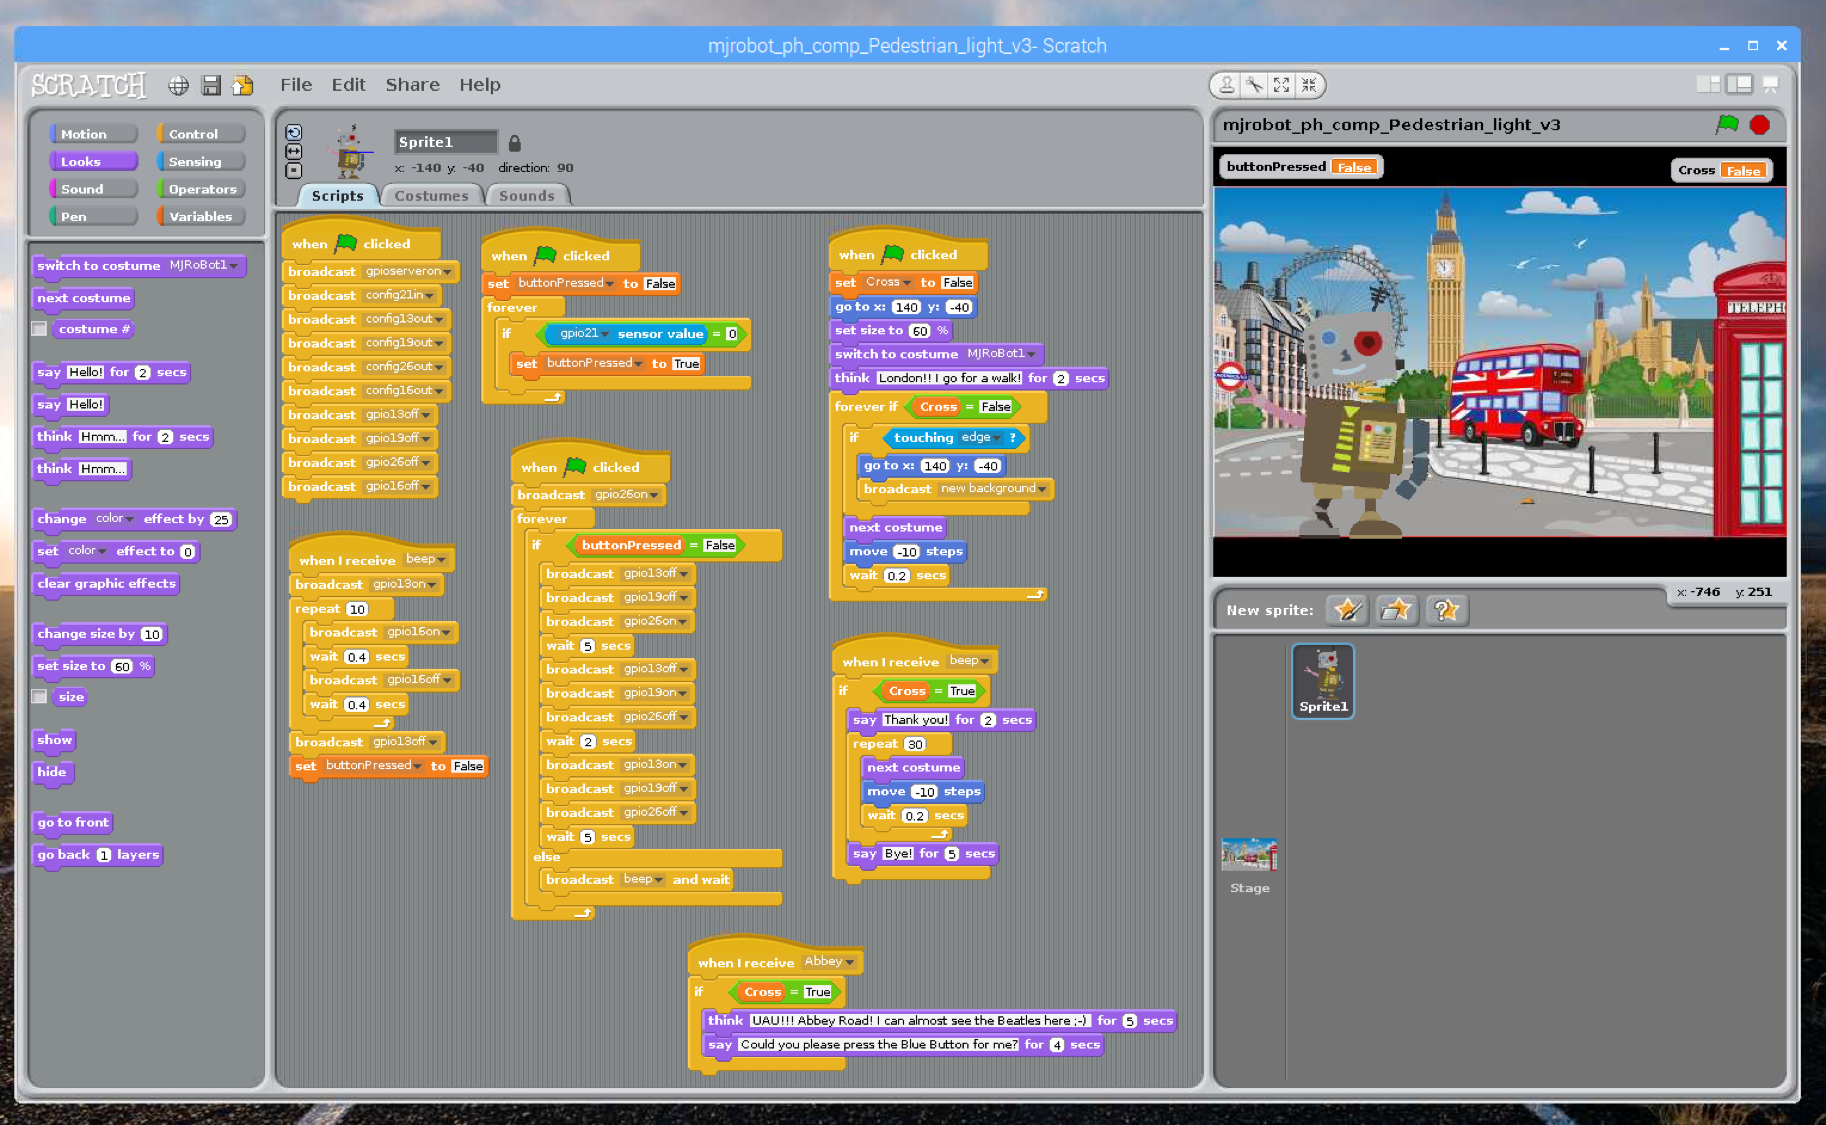 mjrobot_ph_comp_Pedestrian_light_v3- Scratch
SCRATCH
File Edit Share Help
Motion Control
Looks Sensing
Sound Operators
Pen Variables
switch to costume MJRoBot1
next costume
costume #
say Hello! for 2 secs
say Hello!
think Hmm... for 2 secs
think Hmm...
change color effect by 25
set color effect to 0
clear graphic effects
change size by 10
set size to 60 %
size
show
hide
go to front
go back 1 layers
Sprite1
x: -140 y: -40 direction: 90
Scripts Costumes Sounds
when clicked
broadcast gpioserveron
broadcast config21in
broadcast config13out
broadcast config19out
broadcast config26out
broadcast config16out
broadcast gpio13off
broadcast gpio19off
broadcast gpio26off
broadcast gpio16off
when I receive beep
broadcast gpio13on
repeat 10
broadcast gpio16on
wait 0.4 secs
broadcast gpio16off
wait 0.4 secs
broadcast gpio13off
set buttonPressed to False
when clicked
set buttonPressed to False
forever
if gpio21 sensor value = 0
set buttonPressed to True
when clicked
broadcast gpio26on
forever
if buttonPressed = False
broadcast gpio13off
broadcast gpio19off
broadcast gpio26on
wait 5 secs
broadcast gpio13off
broadcast gpio19on
broadcast gpio26off
wait 2 secs
broadcast gpio13on
broadcast gpio19off
broadcast gpio26off
wait 5 secs
else
broadcast beep and wait
when clicked
set Cross to False
go to x: 140 y: -40
set size to 60 %
switch to costume MJRoBot1
think London!! I go for a walk! for 2 secs
forever if Cross = False
if touching edge ?
go to x: 140 y: -40
broadcast new background
next costume
move -10 steps
wait 0.2 secs
when I receive beep
if Cross = True
say Thank you! for 2 secs
repeat 30
next costume
move -10 steps
wait 0.2 secs
say Bye! for 5 secs
when I receive Abbey
if Cross = True
think UAU!!! Abbey Road! I can almost see the Beatles here ;-) for 5 secs
say Could you please press the Blue Button for me? for 4 secs
mjrobot_ph_comp_Pedestrian_light_v3
buttonPressed False
Cross False
TELEPH
x: -746 y: 251
New sprite:
Sprite1
Stage